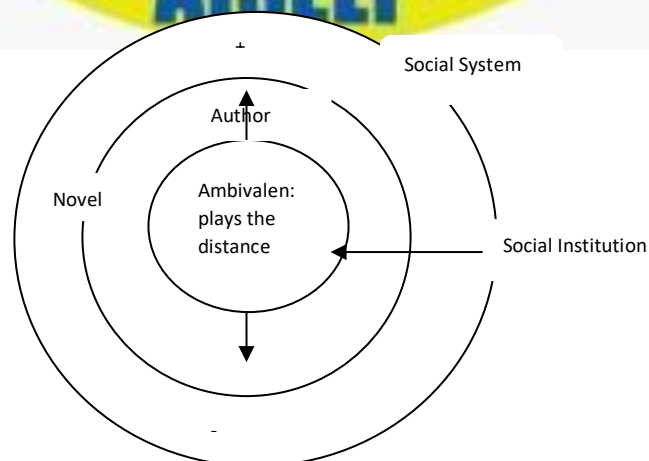 +
Social System
Author
Novel
Ambivalen:
plays the
distance
Social Institution
-